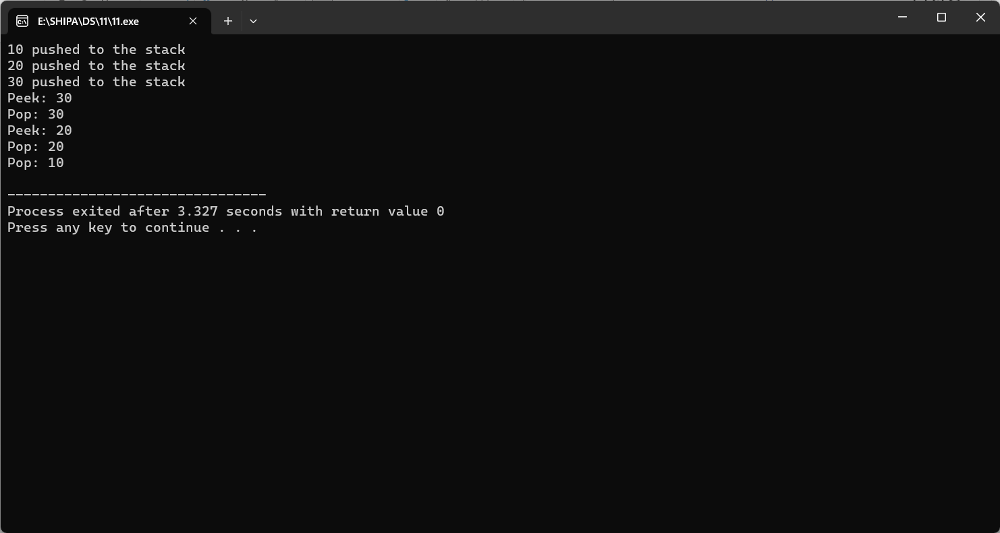 E:\SHIPA\DS\11\11.exe
10 pushed to the stack
20 pushed to the stack
30 pushed to the stack
Peek: 30
Pop: 30
Peek: 20
Pop: 20
Pop: 10
--------------------------------
Process exited after 3.327 seconds with return value 0
Press any key to continue . . .